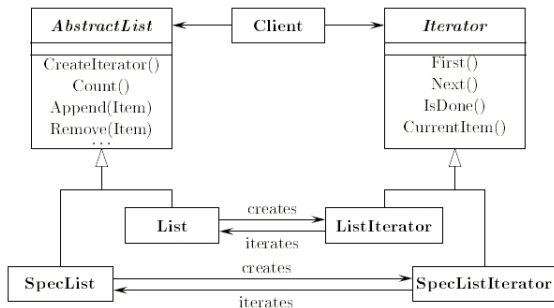 AbstractList
Client
Iterator
CreateIterator()
Count()
Append(Item)
Remove(Item)
...
First()
Next()
IsDone()
CurrentItem()
List
creates
iterates
ListIterator
SpecList
creates
iterates
SpecListIterator